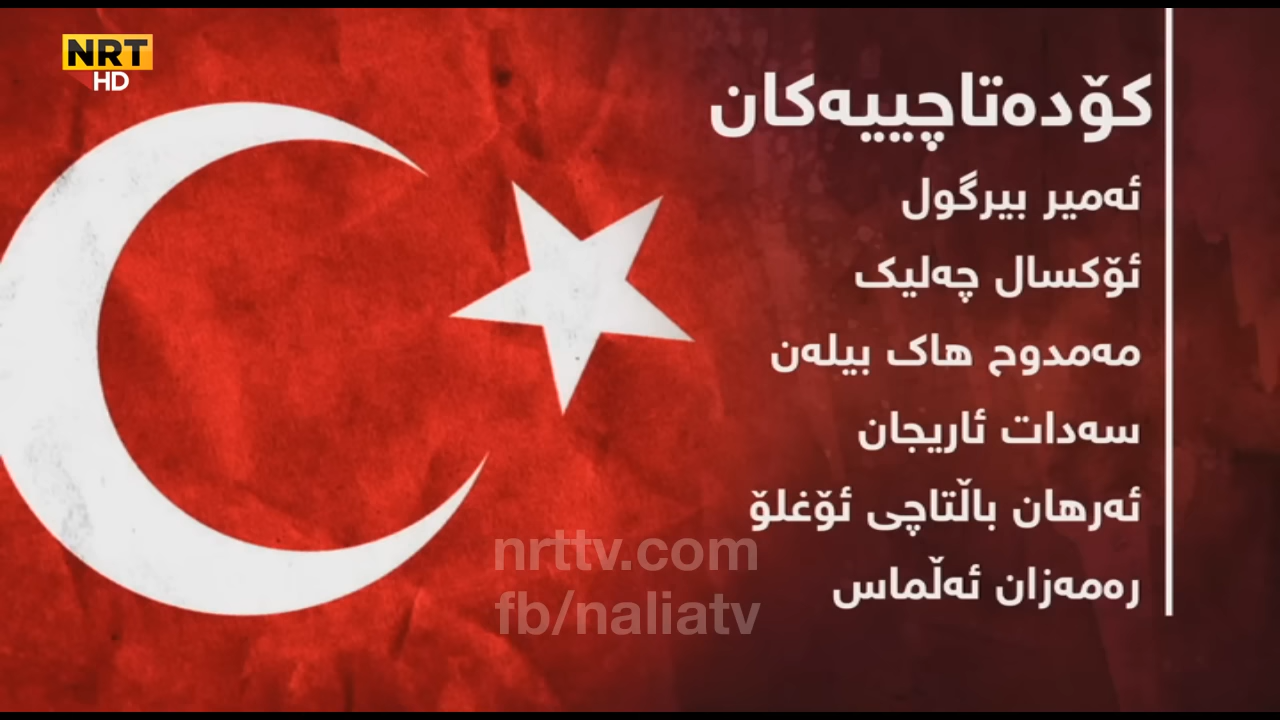 NRT
HD
کۆدەتاچییەکان
ئەمیر بیرگول
ئۆکسال چەلیک
مەمدوح هاک بیلەن
سەدات ئاریجان
ئەرهان باڵتاچی ئۆغلۆ
رەمەزان ئەڵماس
nrttv.com
fb/naliatv